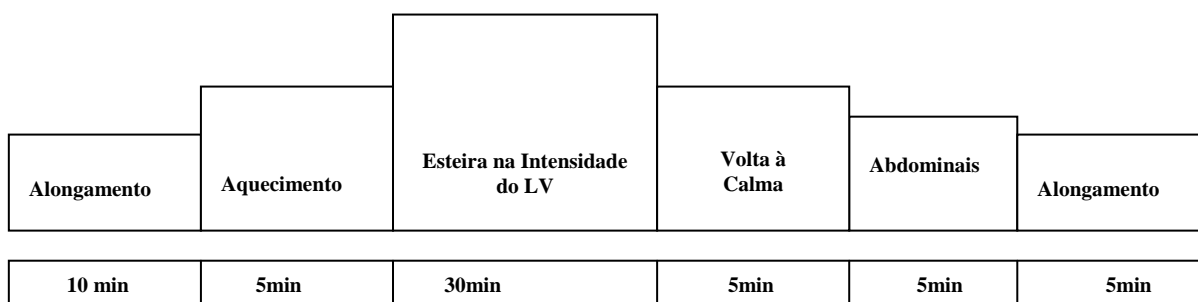 Alongamento
Aquecimento
Esteira na Intensidade
do LV
Volta à
Calma
Abdominais
Alongamento
10 min
5min
30min
5min
5min
5min